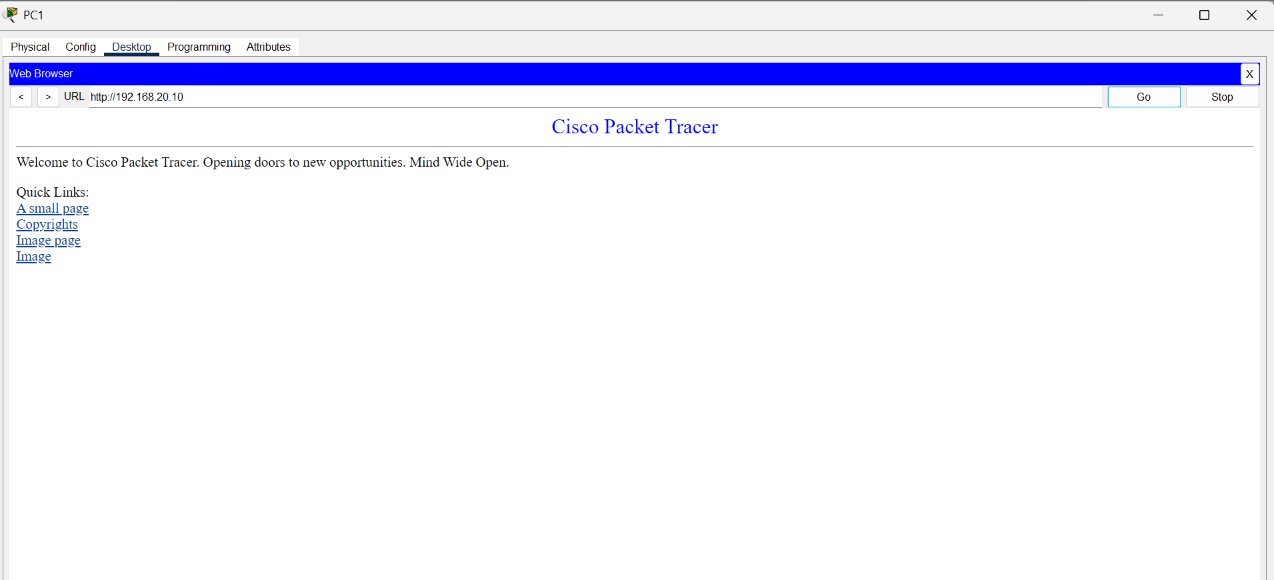 PC1
Physical Config Desktop Programming Attributes
Web Browser X
< > URL http://192.168.20.10 Go Stop
Cisco Packet Tracer
Welcome to Cisco Packet Tracer. Opening doors to new opportunities. Mind Wide Open.
Quick Links:
A small page
Copyrights
Image page
Image